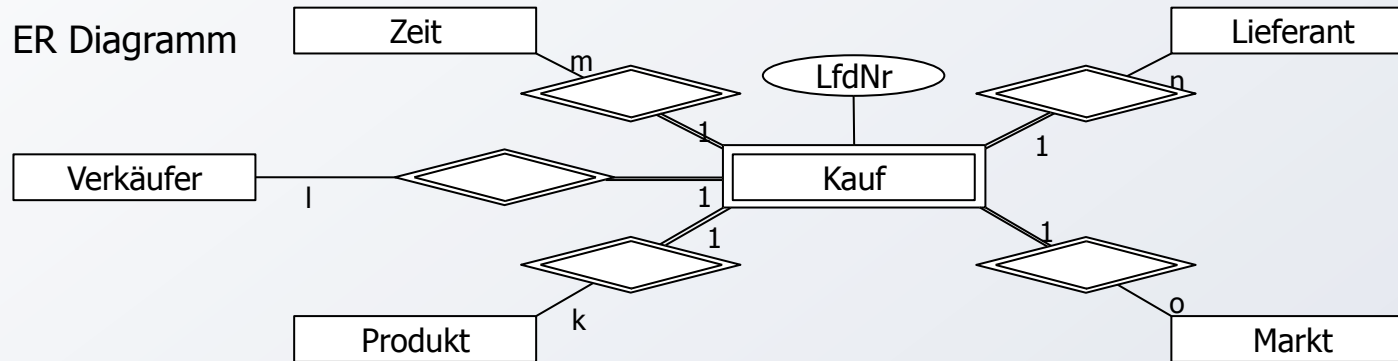 ER Diagramm
Zeit
Lieferant
m
LfdNr
n
1
1
Verkäufer
Kauf
l
1
1
1
k
o
Produkt
Markt